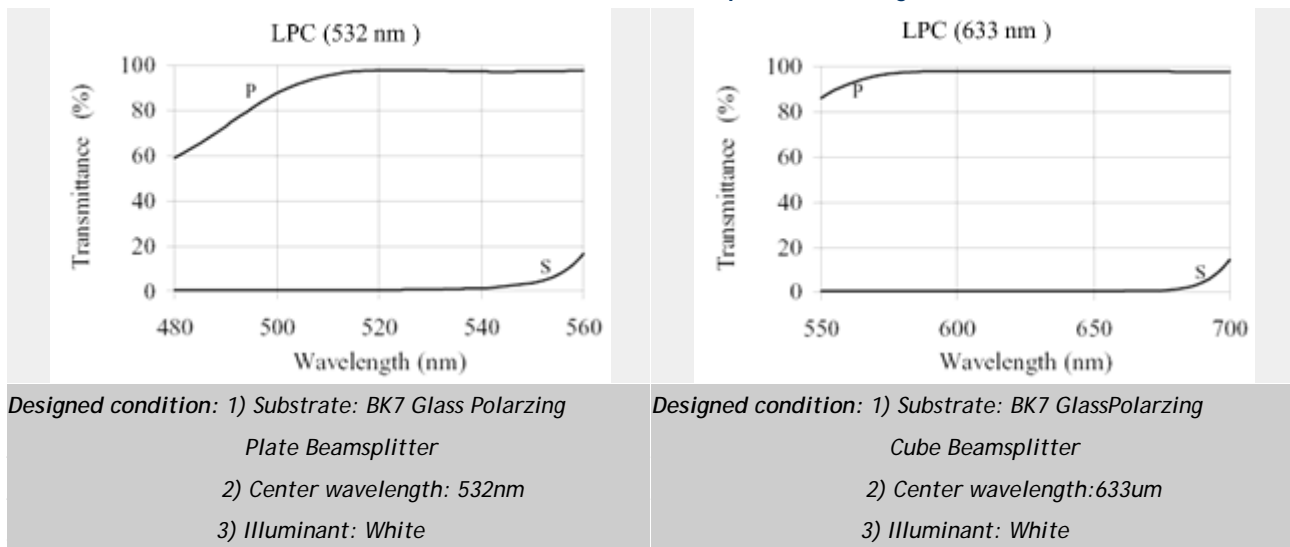 LPC (532 nm )
100
80
60
40
20
0
Transmittance (%)
P
S
480 500 520 540 560
Wavelength (nm)
LPC (633 nm )
100
80
60
40
20
0
Transmittance (%)
P
S
550 600 650 700
Wavelength (nm)
Designed condition: 1) Substrate: BK7 Glass Polarzing
Plate Beamsplitter
2) Center wavelength: 532nm
3) Illuminant: White
Designed condition: 1) Substrate: BK7 GlassPolarzing
Cube Beamsplitter
2) Center wavelength:633um
3) Illuminant: White